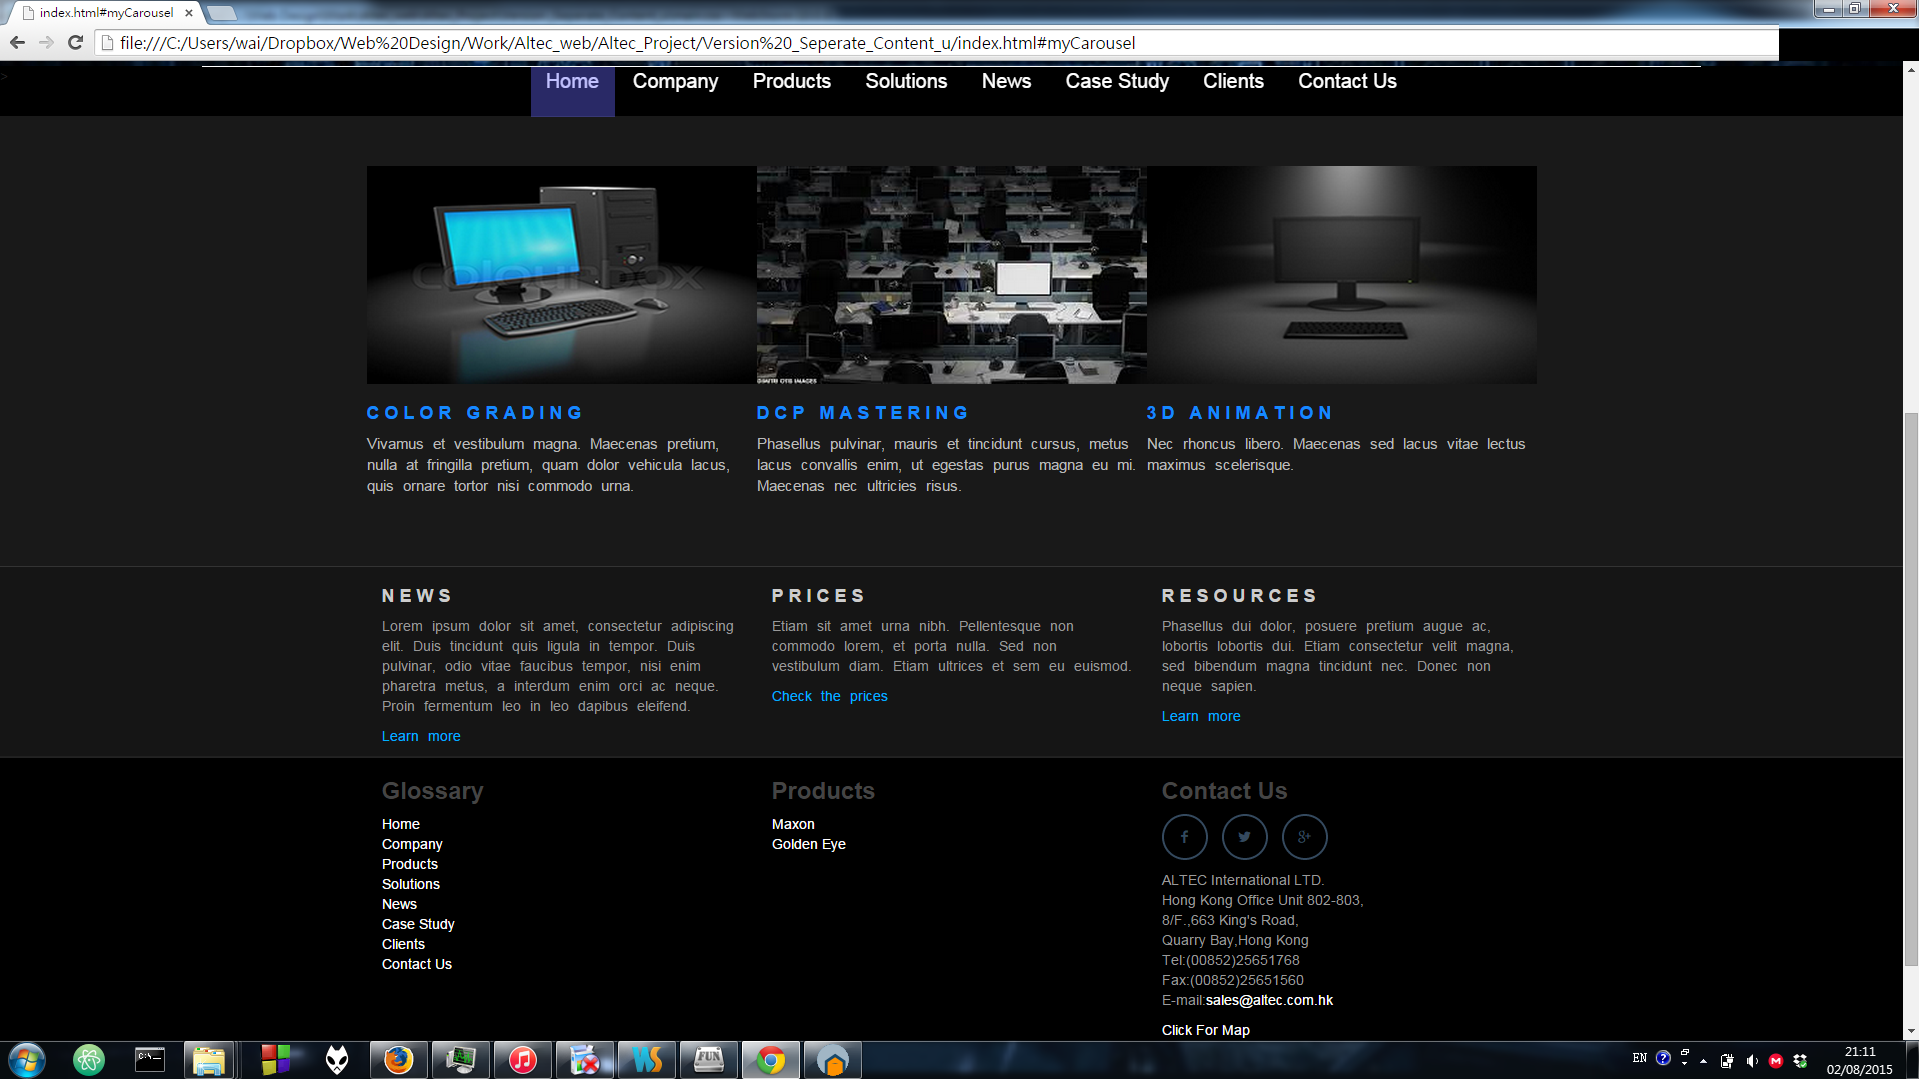 index.html#myCarousel
file:///C:/Users/wai/Dropbox/Web%20Design/Work/Altec_web/Altec_Project/Version%20_Seperate_Content_u/index.html#myCarousel
>
Home Company Products Solutions News Case Study Clients Contact Us
colourbox
COLOR GRADING
Vivamus et vestibulum magna. Maecenas pretium,
nulla at fringilla pretium, quam dolor vehicula lacus,
quis ornare tortor nisi commodo urna.
DCP MASTERING
Phasellus pulvinar, mauris et tincidunt cursus, metus
lacus convallis enim, ut egestas purus magna eu mi.
Maecenas nec ultricies risus.
3D ANIMATION
Nec rhoncus libero. Maecenas sed lacus vitae lectus
maximus scelerisque.
NEWS
Lorem ipsum dolor sit amet, consectetur adipiscing
elit. Duis tincidunt quis ligula in tempor. Duis
pulvinar, odio vitae faucibus tempor, nisi enim
pharetra metus, a interdum enim orci ac neque.
Proin fermentum leo in leo dapibus eleifend.
Learn more
PRICES
Etiam sit amet urna nibh. Pellentesque non
commodo lorem, et porta nulla. Sed non
vestibulum diam. Etiam ultrices et sem eu euismod.
Check the prices
RESOURCES
Phasellus dui dolor, posuere pretium augue ac,
lobortis lobortis dui. Etiam consectetur velit magna,
sed bibendum magna tincidunt nec. Donec non
neque sapien.
Learn more
Glossary
Home
Company
Products
Solutions
News
Case Study
Clients
Contact Us
Products
Maxon
Golden Eye
Contact Us
ALTEC International LTD.
Hong Kong Office Unit 802-803,
8/F.,663 King's Road,
Quarry Bay,Hong Kong
Tel:(00852)25651768
Fax:(00852)25651560
E-mail:sales@altec.com.hk
Click For Map
C:\_
WS
FUN
EN
21:11
02/08/2015